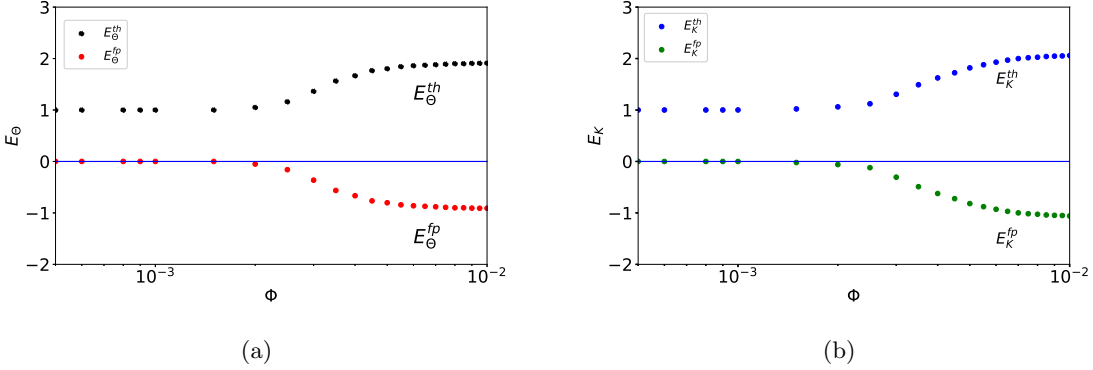 3
2
1
0
−1
−2
E_Θ
E_Θ^{th}
E_Θ^{fp}
E_Θ^{th}
E_Θ^{fp}
10^{−3}
10^{−2}
Φ
(a)
3
2
1
0
−1
−2
E_K
E_K^{th}
E_K^{fp}
E_K^{th}
E_K^{fp}
10^{−3}
10^{−2}
Φ
(b)